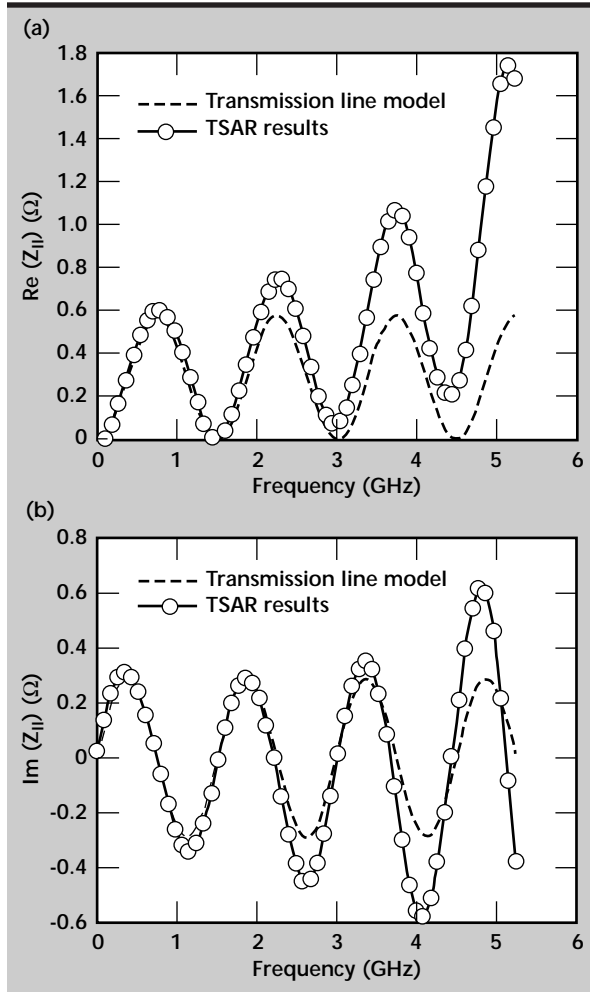 (a)
1.8
1.6
1.4
1.2
1.0
0.8
0.6
0.4
0.2
0
Re (Z||) (Ω)
Transmission line model
TSAR results
0 1 2 3 4 5 6
Frequency (GHz)
(b)
0.8
0.6
0.4
0.2
0
-0.2
-0.4
-0.6
Im (Z||) (Ω)
Transmission line model
TSAR results
0 1 2 3 4 5 6
Frequency (GHz)